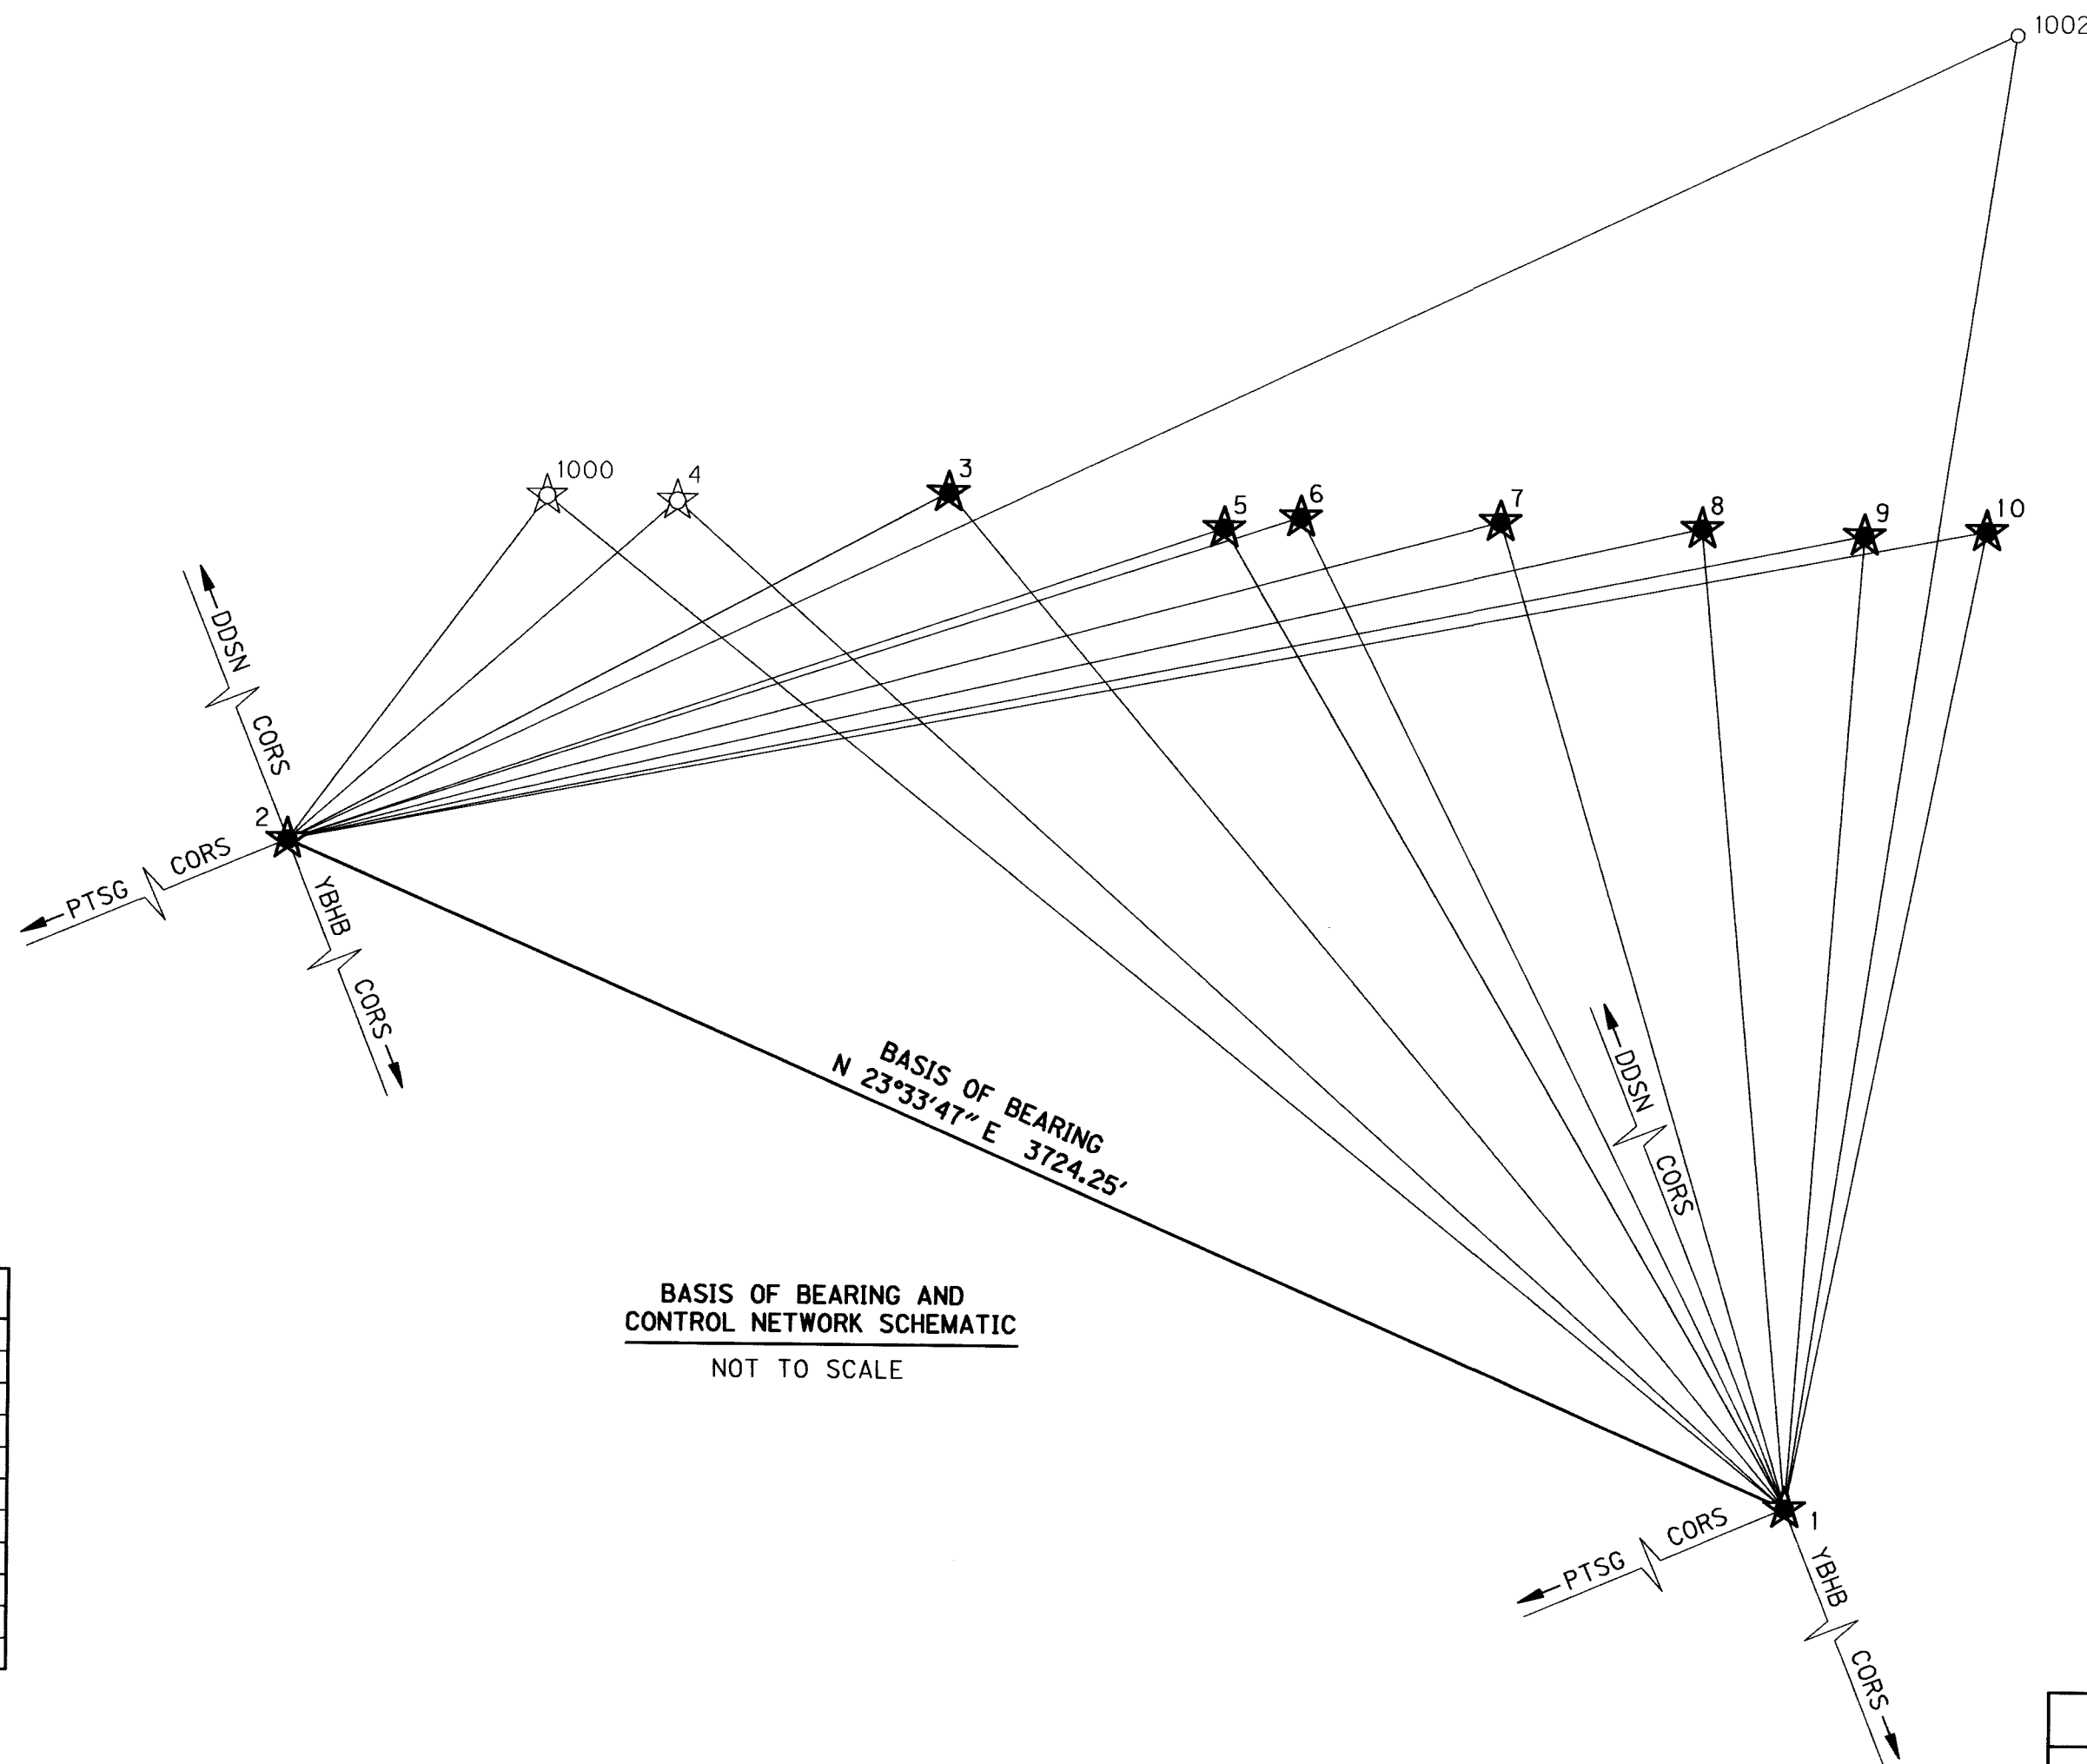 1002
1000
4
3
5
6
7
8
9
10
DDSN
CORS
2
PTSG
CORS
YBHB
CORS
BASIS OF BEARING
N 23°33'47" E 3724.25'
DDSN
CORS
BASIS OF BEARING AND
CONTROL NETWORK SCHEMATIC
NOT TO SCALE
1
PTSG
CORS
YBHB
CORS